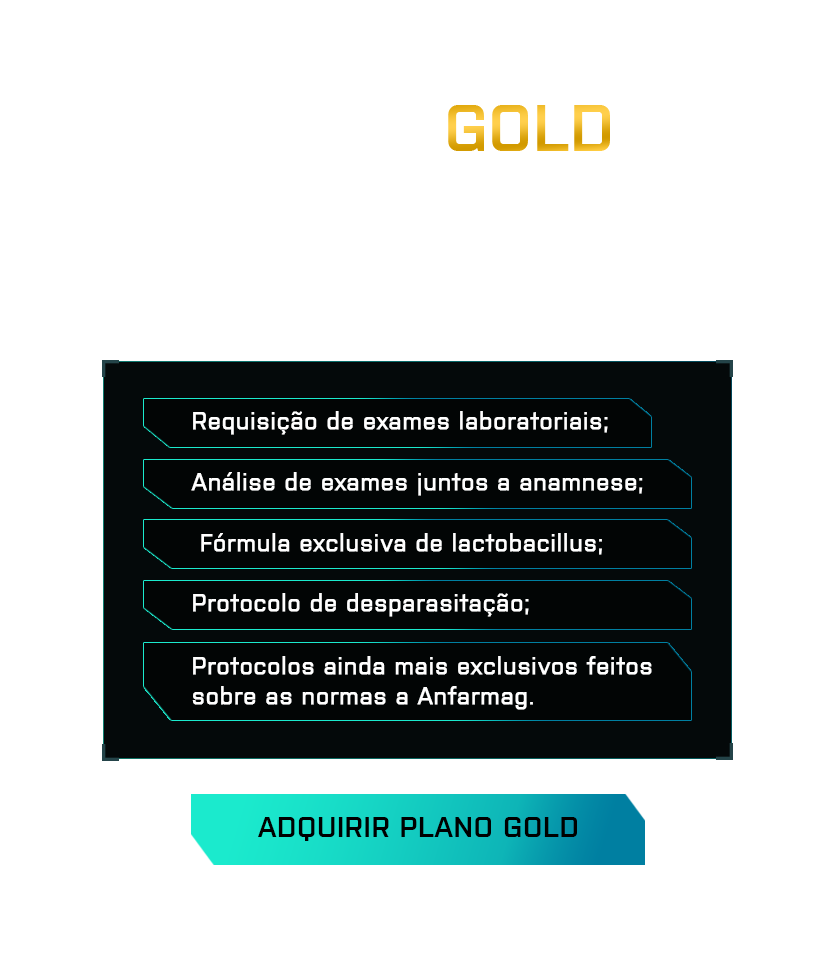 GOLD
Requisição de exames laboratoriais;
Análise de exames juntos a anamnese;
Fórmula exclusiva de lactobacillus;
Protocolo de desparasitação;
Protocolos ainda mais exclusivos feitos
sobre as normas a Anfarmag.
ADQUIRIR PLANO GOLD